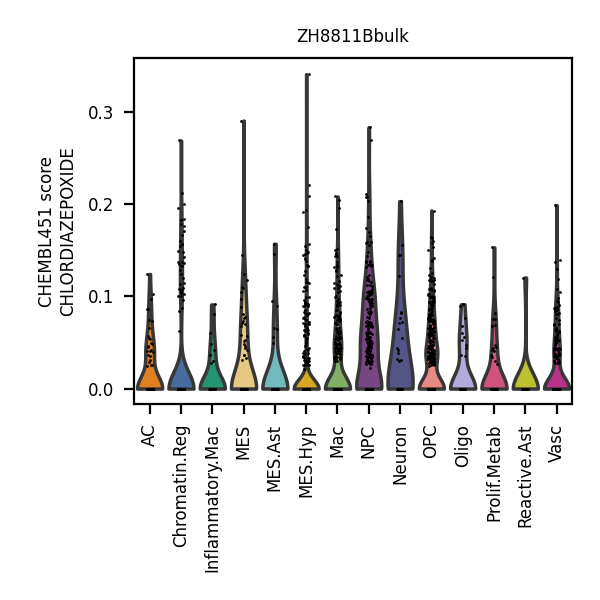 ZH8811Bbulk
CHEMBL451 score
CHLORDIAZEPOXIDE
0.3
0.2
0.1
0.0
AC
Chromatin.Reg
Inflammatory.Mac
MES
MES.Ast
MES.Hyp
Mac
NPC
Neuron
OPC
Oligo
Prolif.Metab
Reactive.Ast
Vasc